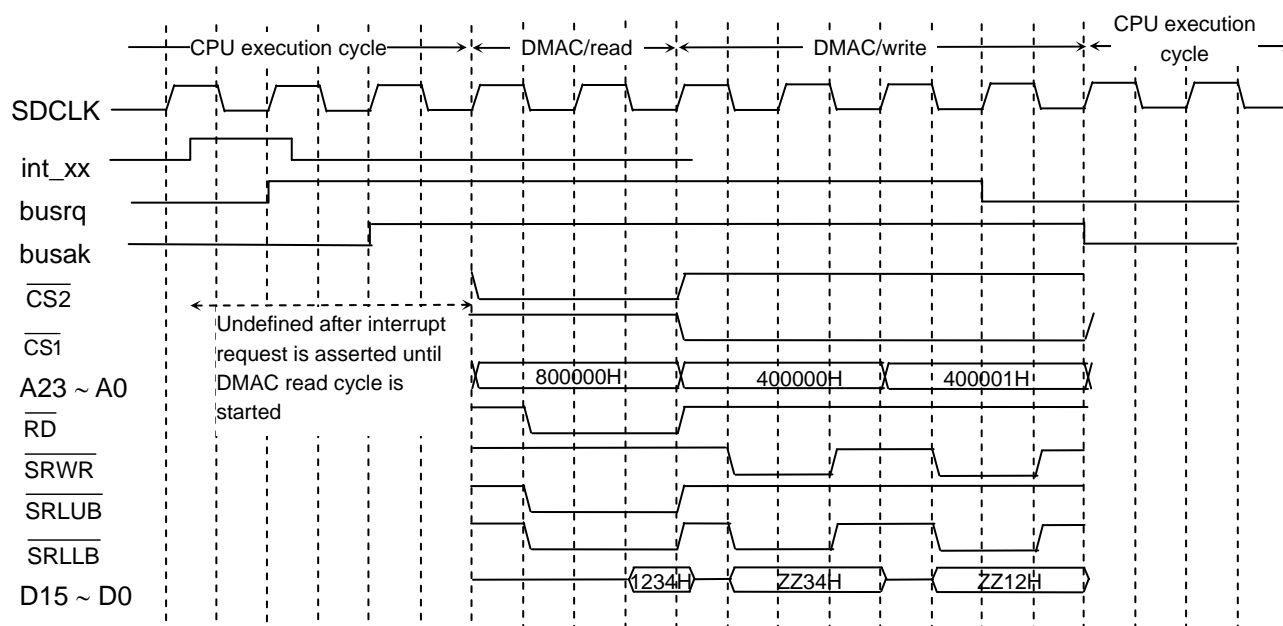 CPU execution cycle
DMAC/read
DMAC/write
CPU execution
cycle
SDCLK
int_xx
busrq
busak
CS2
CS1
Undefined after interrupt
request is asserted until
DMAC read cycle is
started
A23 ~ A0
800000H
400000H
400001H
RD
SRWR
SRLUB
SRLLB
D15 ~ D0
1234H
ZZ34H
ZZ12H